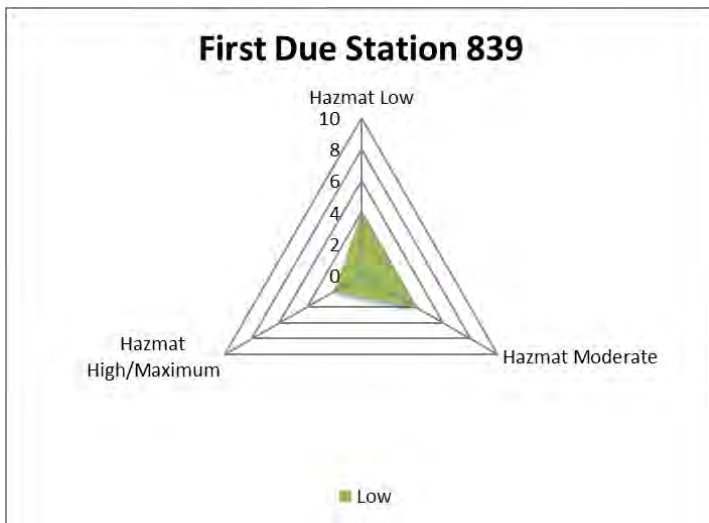 First Due Station 839
Hazmat Low
10
8
6
4
2
0
Hazmat
High/Maximum
Hazmat Moderate
Low